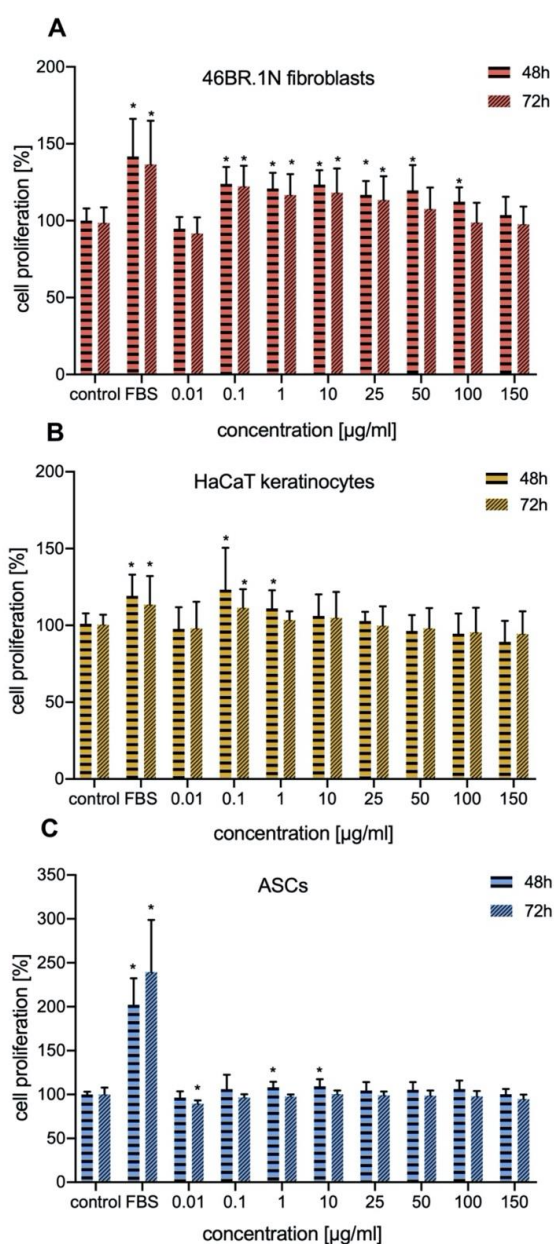 A
46BR.1N fibroblasts
48h
72h
cell proliferation [%]
200
150
100
50
0
* * * * * * * * * * * *
control FBS 0.01 0.1 1 10 25 50 100 150
concentration [µg/ml]
B
HaCaT keratinocytes
48h
72h
cell proliferation [%]
200
150
100
50
0
* * * * *
control FBS 0.01 0.1 1 10 25 50 100 150
concentration [µg/ml]
C
ASCs
48h
72h
cell proliferation [%]
350
300
250
200
150
100
50
0
* * * * *
control FBS 0.01 0.1 1 10 25 50 100 150
concentration [µg/ml]